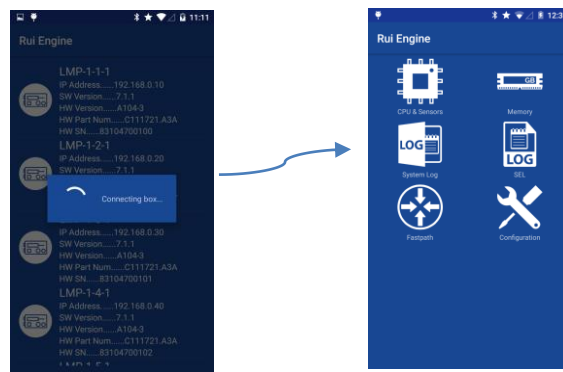 11:11
Rui Engine
LMP-1-1-1
IP Address......192.168.0.10
SW Version......7.1.1
HW Version......A104-3
HW Part Num......C111721.A3A
HW SN......83104700100
LMP-1-2-1
IP Address......192.168.0.20
SW Version......7.1.1
Connecting box...
IP Address......192.168.0.30
SW Version......7.1.1
HW Version......A104-3
HW Part Num......C111721.A3A
HW SN......83104700101
LMP-1-4-1
IP Address......192.168.0.40
SW Version......7.1.1
HW Version......A104-3
HW Part Num......C111721.A3A
HW SN......83104700102
12:3
Rui Engine
GB
CPU & Sensors
Memory
LOG
LOG
System Log
SEL
Fastpath
Configuration